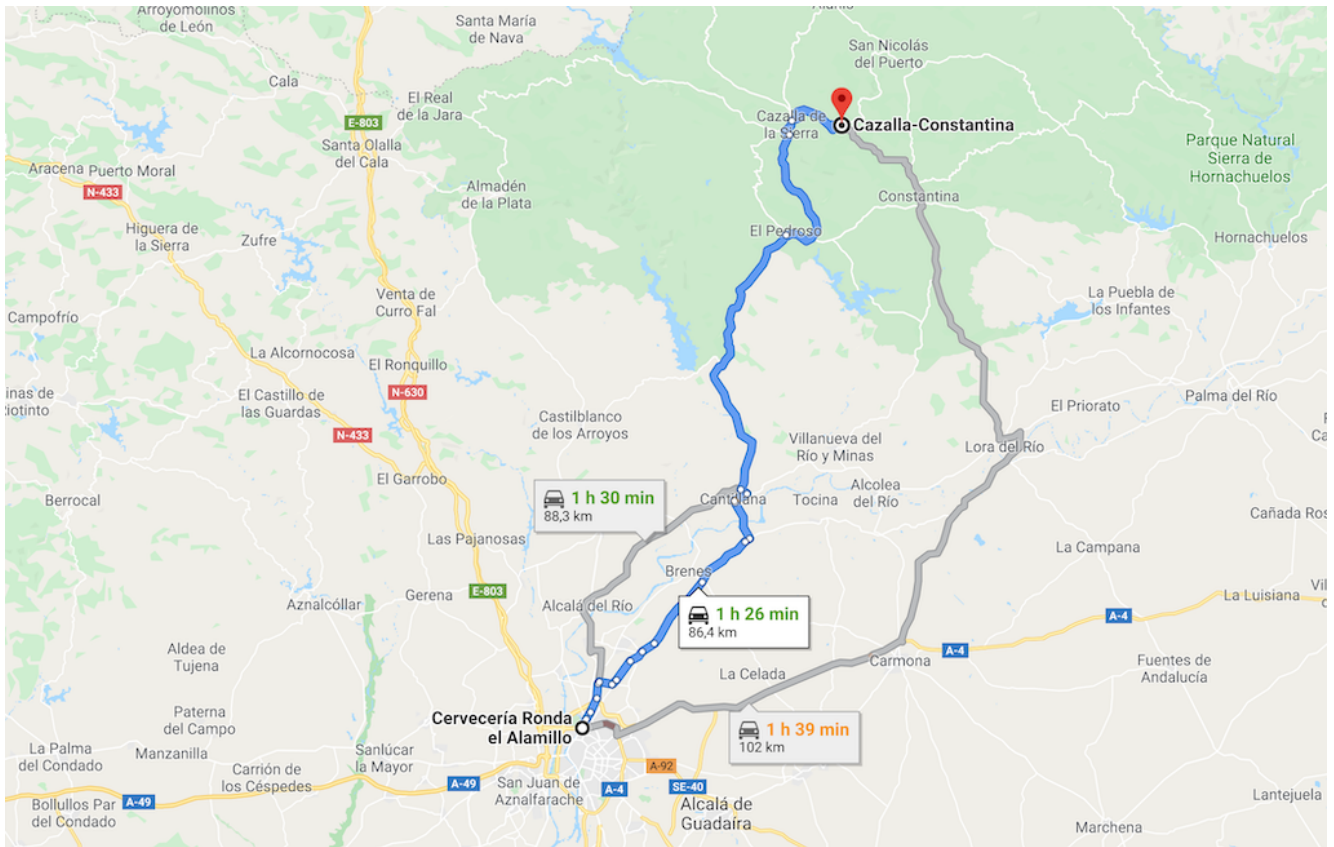 Arroyomolinos
de León
Santa María
de Nava
San Nicolás
del Puerto
Cala
El Real
de la Jara
E-803
Santa Olalla
del Cala
Cazalla de
la Sierra
Cazalla-Constantina
Parque Natural
Sierra de
Hornachuelos
Aracena
Puerto Moral
N-433
Almadén
de la Plata
Constantina
Higuera de
la Sierra
Zufre
El Pedroso
Hornachuelos
Venta de
Curro Fal
La Puebla de
los Infantes
Campofrío
La Alcornocosa
El Ronquillo
N-630
El Castillo de
las Guardas
inas de
iotinto
El Priorato
Palma del Río
Castilblanco
de los Arroyos
N-433
Villanueva del
Río y Minas
Lora del Río
El Garrobo
Berrocal
1 h 30 min
88,3 km
Cantillana
Tocina
Alcolea
del Río
Cañada Ros
Las Pajanosas
La Campana
Brenes
E-803
Gerena
Aznalcóllar
Alcalá del Río
La Luisiana
1 h 26 min
86,4 km
A-4
A-4
Aldea de
Tujena
La Celada
Carmona
Fuentes de
Andalucía
Cervecería Ronda
el Alamillo
Paterna
del Campo
1 h 39 min
102 km
La Palma
del Condado
Manzanilla
Sanlúcar
la Mayor
Carrión de
los Céspedes
A-92
A-49
San Juan de
Aznalfarache
A-4
SE-40
Lantejuela
Bollullos Par
del Condado
A-49
Alcalá de
Guadaíra
Marchena